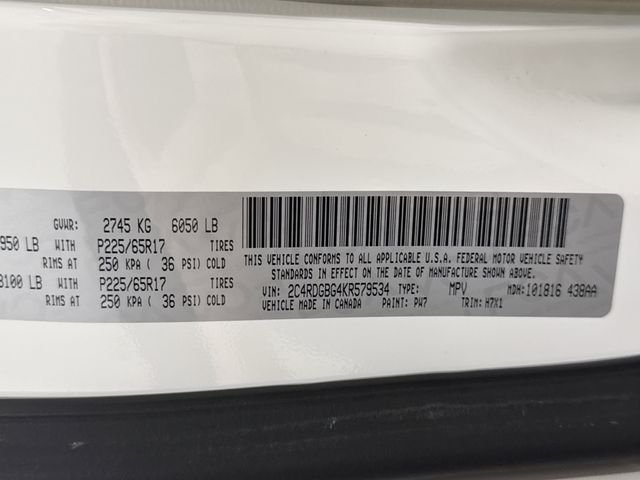 GVWR: 2745 KG 6050 LB
950 LB WITH P225/65R17 TIRES
RIMS AT 250 KPA ( 36 PSI) COLD
3100 LB WITH P225/65R17 TIRES
RIMS AT 250 KPA ( 36 PSI) COLD
THIS VEHICLE CONFORMS TO ALL APPLICABLE U.S.A. FEDERAL MOTOR VEHICLE SAFETY
STANDARDS IN EFFECT ON THE DATE OF MANUFACTURE SHOWN ABOVE.
VIN: 2C4RDGBG4KR579534 TYPE: MPV MDH: 101816 438AA
VEHICLE MADE IN CANADA PAINT: PW7 TRIM: H7X1